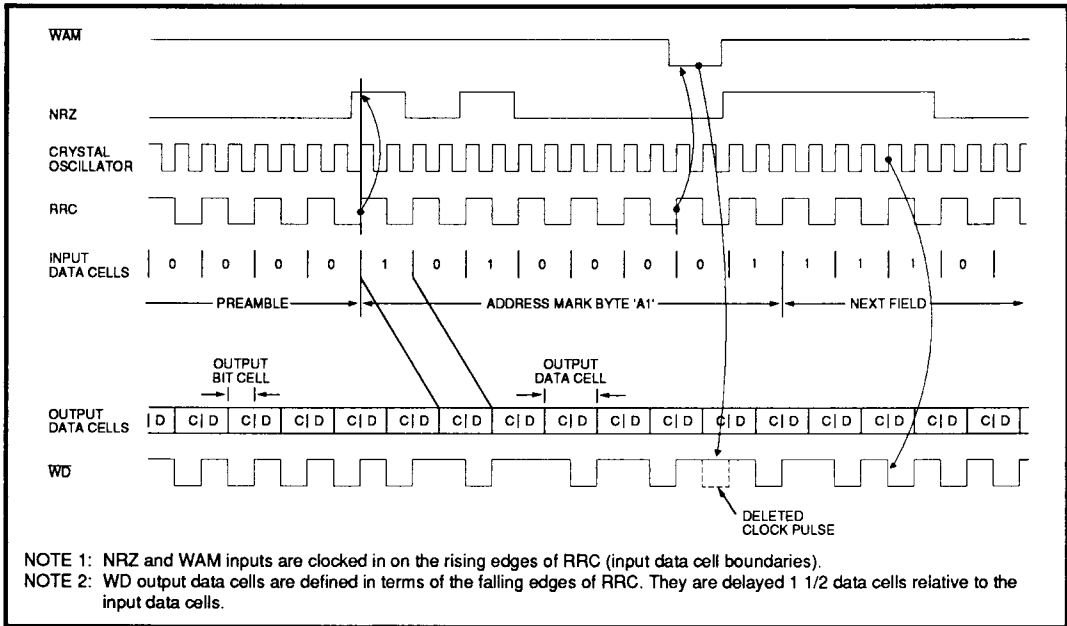 WAM
NRZ
CRYSTAL
OSCILLATOR
RRC
INPUT
DATA CELLS
0 0 0 0 1 0 1 0 0 0 0 1 1 1 1 0
PREAMBLE
ADDRESS MARK BYTE 'A1'
NEXT FIELD
OUTPUT
BIT CELL
OUTPUT
DATA CELL
OUTPUT
DATA CELLS
D C D C D C D C D C D C D C D C D C D C D C D C D C D C D C D C D
WD
DELETED
CLOCK PULSE
NOTE 1: NRZ and WAM inputs are clocked in on the rising edges of RRC (input data cell boundaries).
NOTE 2: WD output data cells are defined in terms of the falling edges of RRC. They are delayed 1 1/2 data cells relative to the
input data cells.